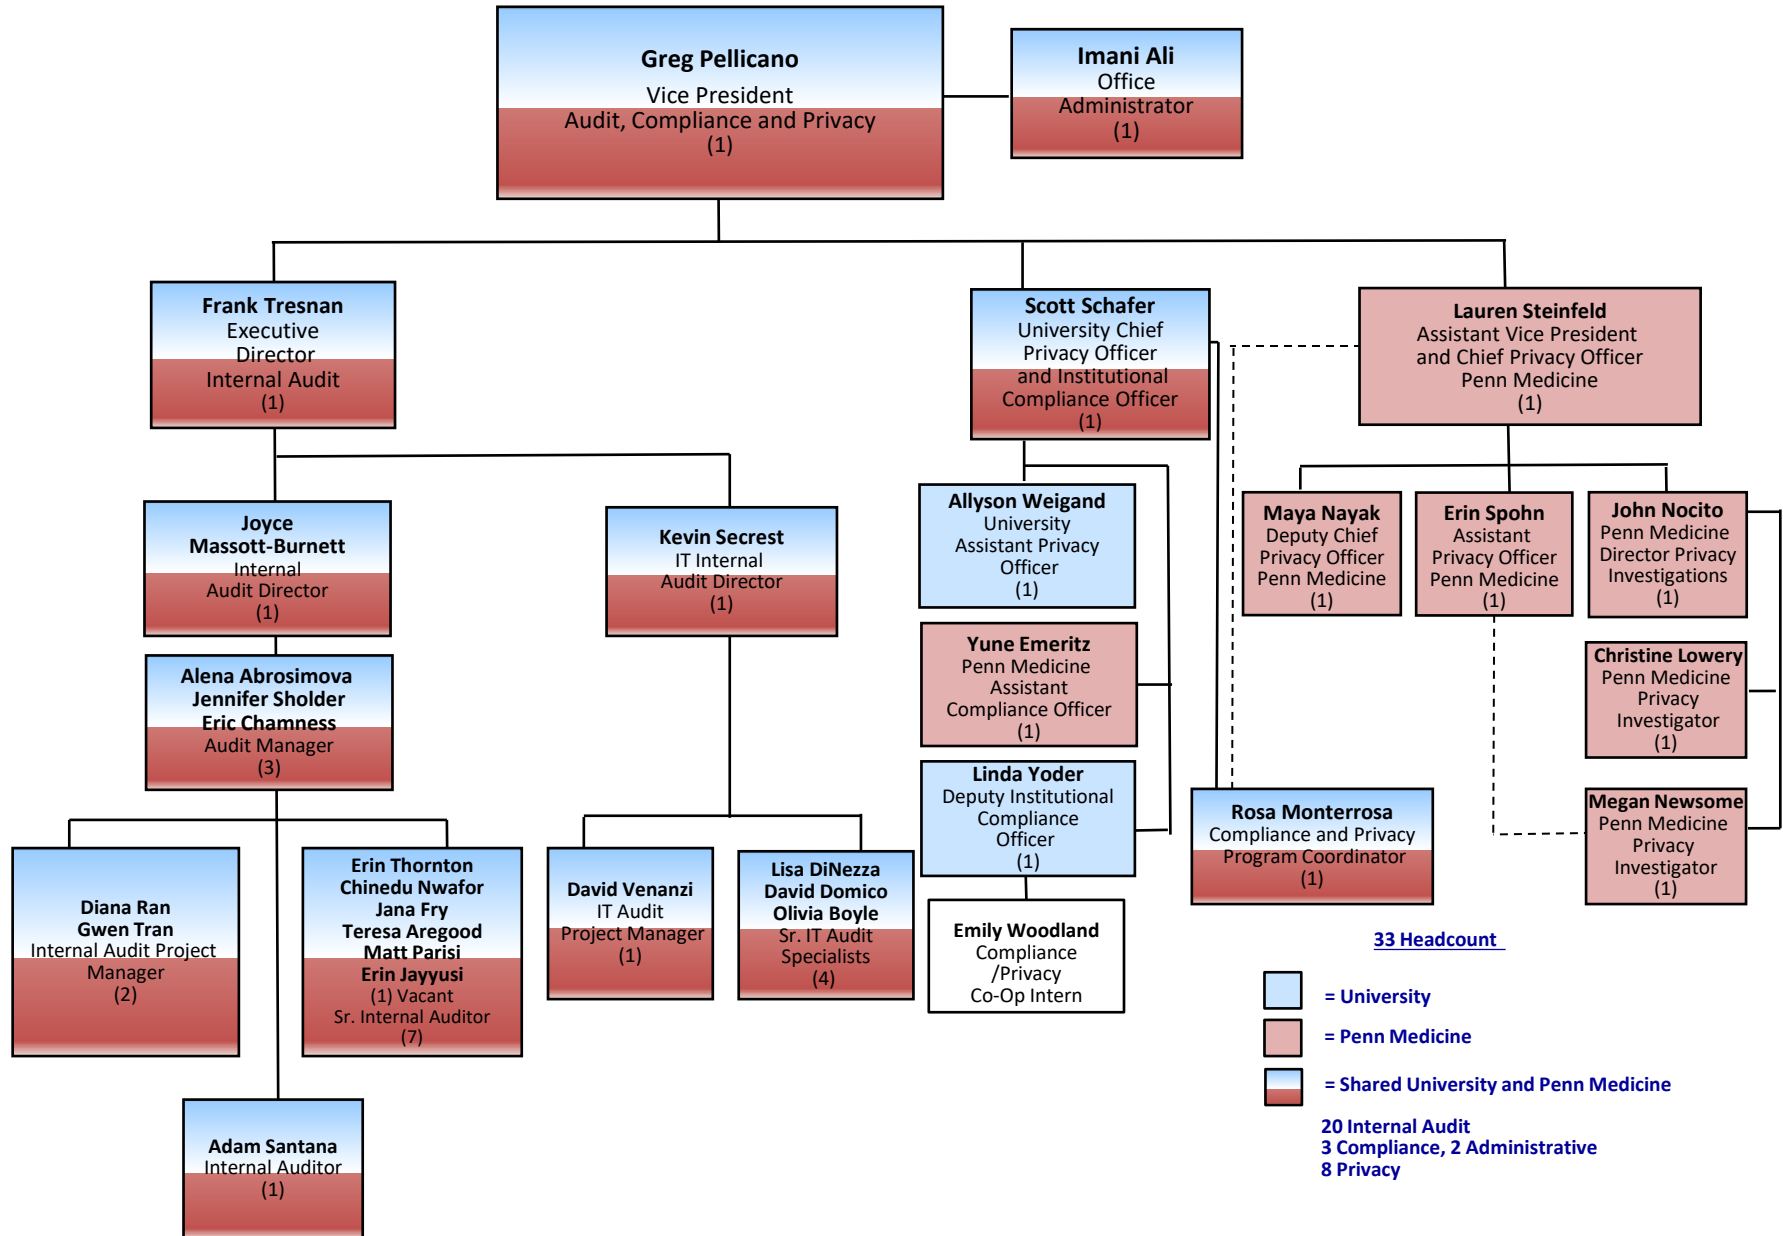 Greg Pellicano
Vice President
Audit, Compliance and Privacy
(1)
Imani Ali
Office
Administrator
(1)
Frank Tresnan
Executive
Director
Internal Audit
(1)
Scott Schafer
University Chief
Privacy Officer
and Institutional
Compliance Officer
(1)
Lauren Steinfeld
Assistant Vice President
and Chief Privacy Officer
Penn Medicine
(1)
Joyce
Massott-Burnett
Internal
Audit Director
(1)
Kevin Secrest
IT Internal
Audit Director
(1)
Allyson Weigand
University
Assistant Privacy
Officer
(1)
Maya Nayak
Deputy Chief
Privacy Officer
Penn Medicine
(1)
Erin Spohn
Assistant
Privacy Officer
Penn Medicine
(1)
John Nocito
Penn Medicine
Director Privacy
Investigations
(1)
Alena Abrosimova
Jennifer Sholder
Eric Chamness
Audit Manager
(3)
Yune Emeritz
Penn Medicine
Assistant
Compliance Officer
(1)
Christine Lowery
Penn Medicine
Privacy
Investigator
(1)
Linda Yoder
Deputy Institutional
Compliance
Officer
(1)
Rosa Monterrosa
Compliance and Privacy
Program Coordinator
(1)
Megan Newsome
Penn Medicine
Privacy
Investigator
(1)
Diana Ran
Gwen Tran
Internal Audit Project
Manager
(2)
Erin Thornton
Chinedu Nwafor
Jana Fry
Teresa Aregood
Matt Parisi
Erin Jayyusi
(1) Vacant
Sr. Internal Auditor
(7)
David Venanzi
IT Audit
Project Manager
(1)
Lisa DiNezza
David Domico
Olivia Boyle
Sr. IT Audit
Specialists
(4)
Emily Woodland
Compliance
/Privacy
Co-Op Intern
Adam Santana
Internal Auditor
(1)
33 Headcount
= University
= Penn Medicine
= Shared University and Penn Medicine
20 Internal Audit
3 Compliance, 2 Administrative
8 Privacy